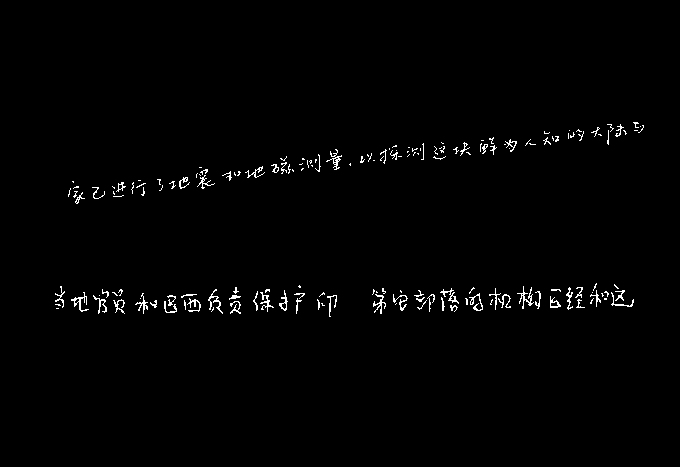 家已进行了地震和地磁测量,以探测这块鲜为人知的大陆与
当地官员和巴西负责保护印 第安部落的机构已经和这